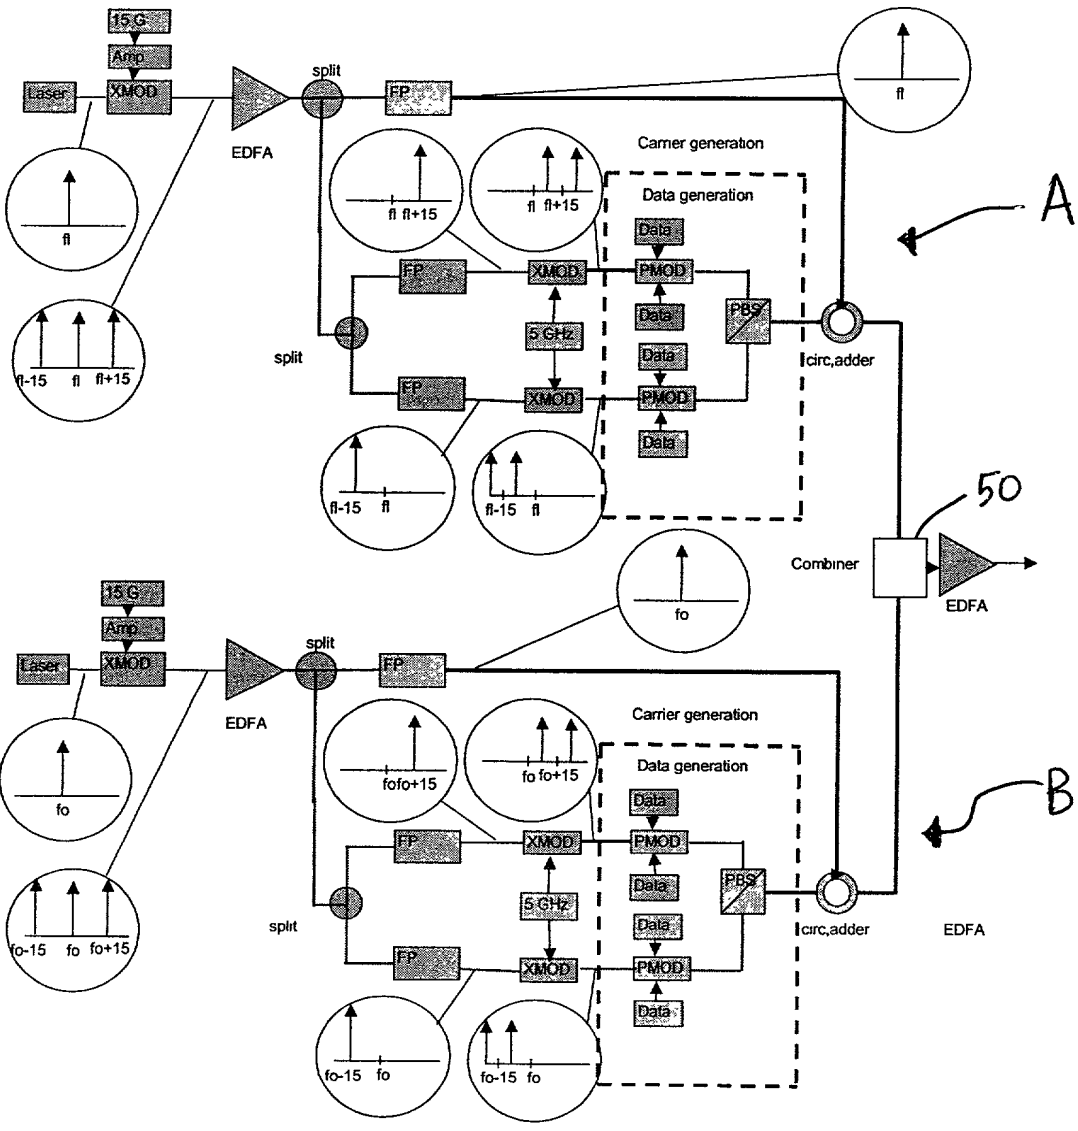 15 G
Amp
Laser
XMOD
split
FP
fl
EDFA
fl
Carrier generation
fl fl+15
fl fl+15
Data generation
A
Data
FP
XMOD
PMOD
fl-15 fl fl+15
Data
5 GHz
PBS
split
Data
circ,adder
FP
XMOD
PMOD
Data
fl-15 fl
fl-15 fl
50
Combiner
EDFA
15 G
Amp
fo
Laser
XMOD
split
FP
EDFA
Carrier generation
fo
fofo+15
fo fo+15
Data generation
B
Data
FP
XMOD
PMOD
Data
PBS
5 GHz
fo-15 fo fo+15
split
Data
circ,adder
EDFA
FP
XMOD
PMOD
Data
fo-15 fo
fo-15 fo